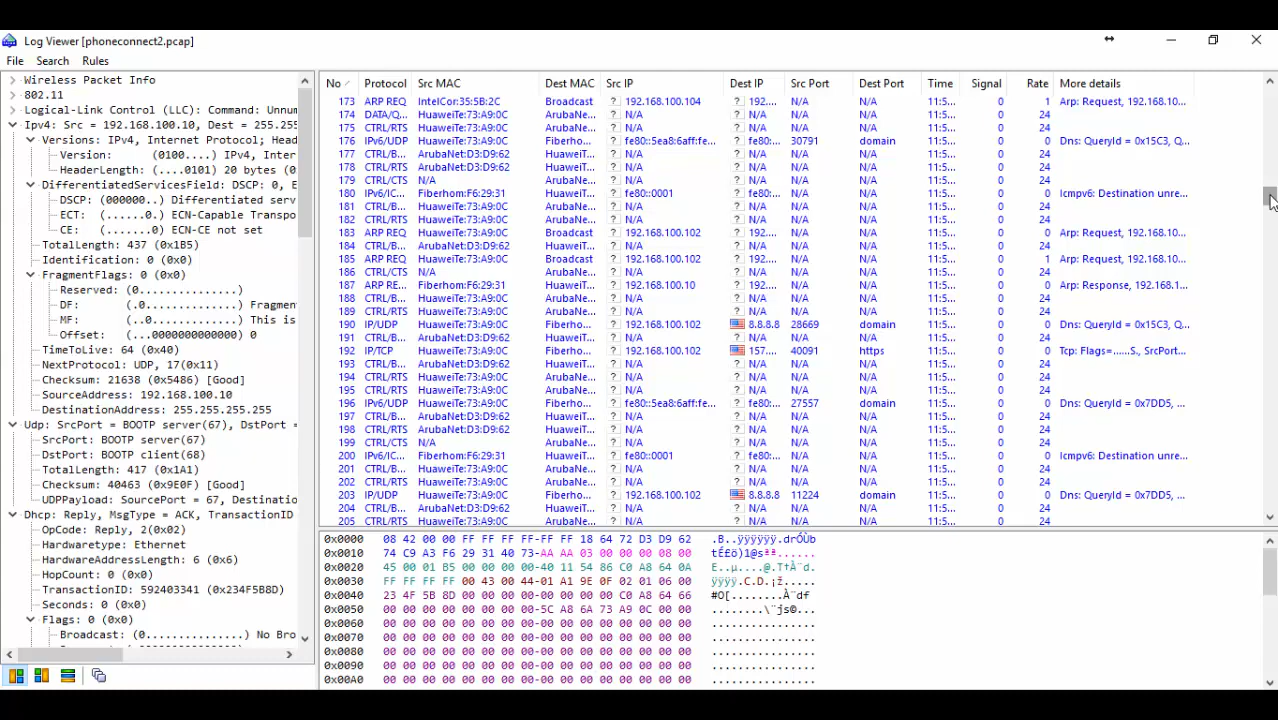 Log Viewer [phoneconnect2.pcap]
File Search Rules
Wireless Packet Info
802.11
Logical-Link Control (LLC): Command: Unnum
Ipv4: Src = 192.168.100.10, Dest = 255.255
Versions: IPv4, Internet Protocol; Head
Version: (0100....) IPv4, Inter
HeaderLength: (....0101) 20 bytes (0
DifferentiatedServicesField: DSCP: 0, E
DSCP: (000000..) Differentiated serv
ECT: (......0.) ECN-Capable Transpo
CE: (.......0) ECN-CE not set
TotalLength: 437 (0x1B5)
Identification: 0 (0x0)
FragmentFlags: 0 (0x0)
Reserved: (0...............)
DF: (.0..............) Fragmen
MF: (..0.............) This is
Offset: (...0000000000000) 0
TimeToLive: 64 (0x40)
NextProtocol: UDP, 17(0x11)
Checksum: 21638 (0x5486) [Good]
SourceAddress: 192.168.100.10
DestinationAddress: 255.255.255.255
Udp: SrcPort = BOOTP server(67), DstPort =
SrcPort: BOOTP server(67)
DstPort: BOOTP client(68)
TotalLength: 417 (0x1A1)
Checksum: 40463 (0x9E0F) [Good]
UDPPayload: SourcePort = 67, Destinatio
Dhcp: Reply, MsgType = ACK, TransactionID
OpCode: Reply, 2(0x02)
Hardwaretype: Ethernet
HardwareAddressLength: 6 (0x6)
HopCount: 0 (0x0)
TransactionID: 592403341 (0x234F5B8D)
Seconds: 0 (0x0)
Flags: 0 (0x0)
Broadcast: (0...............) No Bro
No Protocol Src MAC Dest MAC Src IP Dest IP Src Port Dest Port Time Signal Rate More details
173 ARP REQ IntelCor:35:5B:2C Broadcast ? 192.168.100.104 ? 192.... N/A N/A 11:5... 0 1 Arp: Request, 192.168.10...
174 DATA/Q... HuaweiTe:73:A9:0C ArubaNe... ? N/A ? N/A N/A N/A 11:5... 0 24
175 CTRL/RTS HuaweiTe:73:A9:0C ArubaNe... ? N/A ? N/A N/A N/A 11:5... 0 24
176 IPv6/UDP HuaweiTe:73:A9:0C Fiberho... ? fe80::5ea8:6aff:fe... ? fe80:... 30791 domain 11:5... 0 0 Dns: QueryId = 0x15C3, Q...
177 CTRL/B... ArubaNet:D3:D9:62 HuaweiT... ? N/A ? N/A N/A N/A 11:5... 0 24
178 CTRL/RTS ArubaNet:D3:D9:62 HuaweiT... ? N/A ? N/A N/A N/A 11:5... 0 24
179 CTRL/CTS N/A ArubaNe... ? N/A ? N/A N/A N/A 11:5... 0 24
180 IPv6/IC... Fiberhom:F6:29:31 HuaweiT... ? fe80::0001 ? fe80:... N/A N/A 11:5... 0 0 Icmpv6: Destination unre...
181 CTRL/B... HuaweiTe:73:A9:0C ArubaNe... ? N/A ? N/A N/A N/A 11:5... 0 24
182 CTRL/RTS HuaweiTe:73:A9:0C ArubaNe... ? N/A ? N/A N/A N/A 11:5... 0 24
183 ARP REQ HuaweiTe:73:A9:0C Broadcast ? 192.168.100.102 ? 192.... N/A N/A 11:5... 0 0 Arp: Request, 192.168.10...
184 CTRL/B... ArubaNet:D3:D9:62 HuaweiT... ? N/A ? N/A N/A N/A 11:5... 0 24
185 ARP REQ HuaweiTe:73:A9:0C Broadcast ? 192.168.100.102 ? 192.... N/A N/A 11:5... 0 1 Arp: Request, 192.168.10...
186 CTRL/CTS N/A ArubaNe... ? N/A ? N/A N/A N/A 11:5... 0 24
187 ARP RE... Fiberhom:F6:29:31 HuaweiT... ? 192.168.100.10 ? 192.... N/A N/A 11:5... 0 0 Arp: Response, 192.168.1...
188 CTRL/B... HuaweiTe:73:A9:0C ArubaNe... ? N/A ? N/A N/A N/A 11:5... 0 24
189 CTRL/RTS HuaweiTe:73:A9:0C ArubaNe... ? N/A ? N/A N/A N/A 11:5... 0 24
190 IP/UDP HuaweiTe:73:A9:0C Fiberho... ? 192.168.100.102 8.8.8.8 28669 domain 11:5... 0 0 Dns: QueryId = 0x15C3, Q...
191 CTRL/B... ArubaNet:D3:D9:62 HuaweiT... ? N/A ? N/A N/A N/A 11:5... 0 24
192 IP/TCP HuaweiTe:73:A9:0C Fiberho... ? 192.168.100.102 157.... 40091 https 11:5... 0 0 Tcp: Flags=......S., SrcPort...
193 CTRL/B... ArubaNet:D3:D9:62 HuaweiT... ? N/A ? N/A N/A N/A 11:5... 0 24
194 CTRL/RTS HuaweiTe:73:A9:0C ArubaNe... ? N/A ? N/A N/A N/A 11:5... 0 24
195 CTRL/RTS HuaweiTe:73:A9:0C ArubaNe... ? N/A ? N/A N/A N/A 11:5... 0 24
196 IPv6/UDP HuaweiTe:73:A9:0C Fiberho... ? fe80::5ea8:6aff:fe... ? fe80:... 27557 domain 11:5... 0 0 Dns: QueryId = 0x7DD5, ...
197 CTRL/B... ArubaNet:D3:D9:62 HuaweiT... ? N/A ? N/A N/A N/A 11:5... 0 24
198 CTRL/RTS ArubaNet:D3:D9:62 HuaweiT... ? N/A ? N/A N/A N/A 11:5... 0 24
199 CTRL/CTS N/A ArubaNe... ? N/A ? N/A N/A N/A 11:5... 0 24
200 IPv6/IC... Fiberhom:F6:29:31 HuaweiT... ? fe80::0001 ? fe80:... N/A N/A 11:5... 0 0 Icmpv6: Destination unre...
201 CTRL/B... HuaweiTe:73:A9:0C ArubaNe... ? N/A ? N/A N/A N/A 11:5... 0 24
202 CTRL/RTS HuaweiTe:73:A9:0C ArubaNe... ? N/A ? N/A N/A N/A 11:5... 0 24
203 IP/UDP HuaweiTe:73:A9:0C Fiberho... ? 192.168.100.102 8.8.8.8 11224 domain 11:5... 0 0 Dns: QueryId = 0x7DD5, ...
204 CTRL/B... ArubaNet:D3:D9:62 HuaweiT... ? N/A ? N/A N/A N/A 11:5... 0 24
205 CTRL/RTS HuaweiTe:73:A9:0C ArubaNe... ? N/A ? N/A N/A N/A 11:5... 0 24
0x0000 08 42 00 00 FF FF FF FF-FF FF 18 64 72 D3 D9 62 .B..ÿÿÿÿÿÿ.drÓÙb
0x0010 74 C9 A3 F6 29 31 40 73-AA AA 03 00 00 00 08 00 tÉ£ö)1@sªª......
0x0020 45 00 01 B5 00 00 00 00-40 11 54 86 C0 A8 64 0A E..µ....@.T†À¨d.
0x0030 FF FF FF FF 00 43 00 44-01 A1 9E 0F 02 01 06 00 ÿÿÿÿ.C.D.¡ž.....
0x0040 23 4F 5B 8D 00 00 00 00-00 00 00 00 C0 A8 64 66 #O[.........À¨df
0x0050 00 00 00 00 00 00 00 00-5C A8 6A 73 A9 0C 00 00 ........\¨js©...
0x0060 00 00 00 00 00 00 00 00-00 00 00 00 00 00 00 00 ................
0x0070 00 00 00 00 00 00 00 00-00 00 00 00 00 00 00 00 ................
0x0080 00 00 00 00 00 00 00 00-00 00 00 00 00 00 00 00 ................
0x0090 00 00 00 00 00 00 00 00-00 00 00 00 00 00 00 00 ................
0x00A0 00 00 00 00 00 00 00 00-00 00 00 00 00 00 00 00 ................